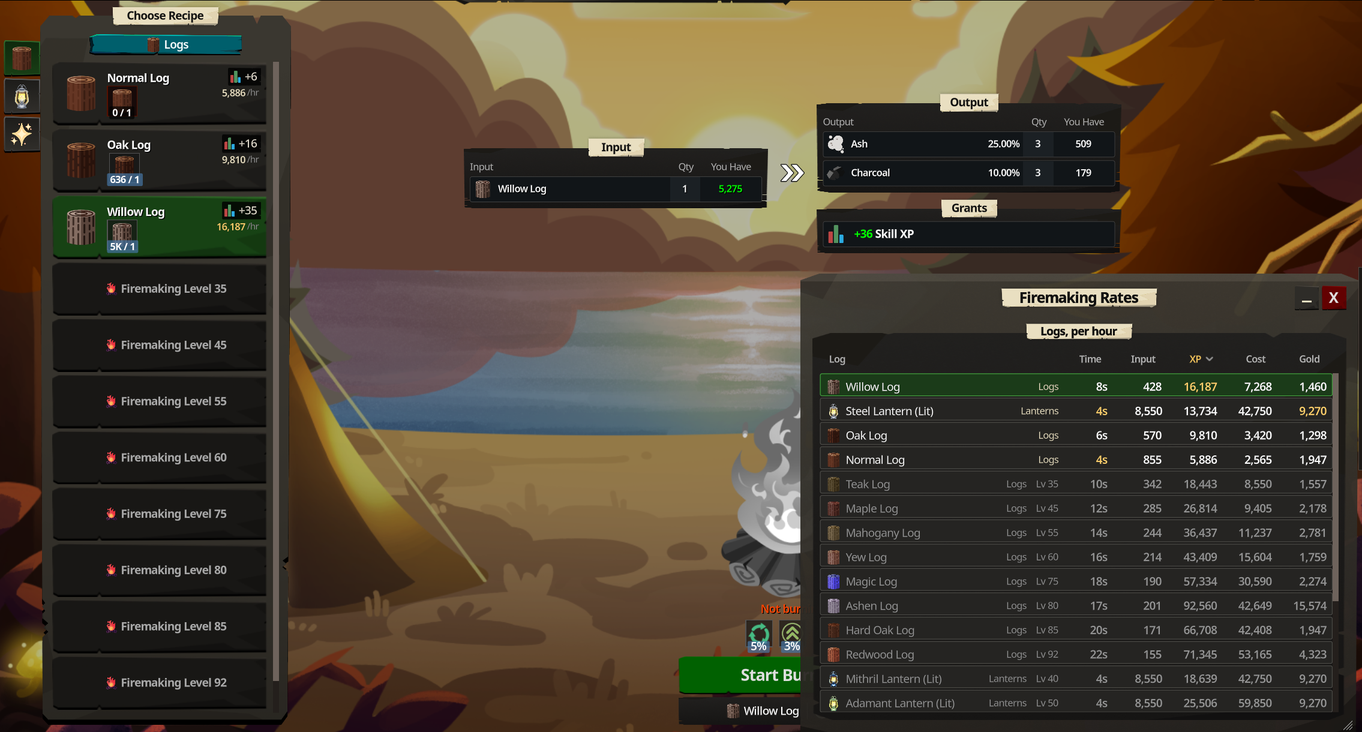 Choose Recipe
Logs
Normal Log +6
5,886/hr
0 / 1
Oak Log +16
9,810/hr
636 / 1
Willow Log +35
16,187/hr
5K / 1
Firemaking Level 35
Firemaking Level 45
Firemaking Level 55
Firemaking Level 60
Firemaking Level 75
Firemaking Level 80
Firemaking Level 85
Firemaking Level 92
Input
Input Qty You Have
Willow Log 1 5,275
Output
Output Qty You Have
Ash 25.00% 3 509
Charcoal 10.00% 3 179
Grants
+36 Skill XP
Firemaking Rates
X
Logs, per hour
Log Time Input XP Cost Gold
Willow Log Logs 8s 428 16,187 7,268 1,460
Steel Lantern (Lit) Lanterns 4s 8,550 13,734 42,750 9,270
Oak Log Logs 6s 570 9,810 3,420 1,298
Normal Log Logs 4s 855 5,886 2,565 1,947
Teak Log Logs Lv 35 10s 342 18,443 8,550 1,557
Maple Log Logs Lv 45 12s 285 26,814 9,405 2,178
Mahogany Log Logs Lv 55 14s 244 36,437 11,237 2,781
Yew Log Logs Lv 60 16s 214 43,409 15,604 1,759
Magic Log Logs Lv 75 18s 190 57,334 30,590 2,274
Ashen Log Logs Lv 80 17s 201 92,560 42,649 15,574
Hard Oak Log Logs Lv 85 20s 171 66,708 42,408 1,947
Redwood Log Logs Lv 92 22s 155 71,345 53,165 4,323
Mithril Lantern (Lit) Lanterns Lv 40 4s 8,550 18,639 42,750 9,270
Adamant Lantern (Lit) Lanterns Lv 50 4s 8,550 25,506 59,850 9,270
Not bur
5% 3%
Start Bu
Willow Log